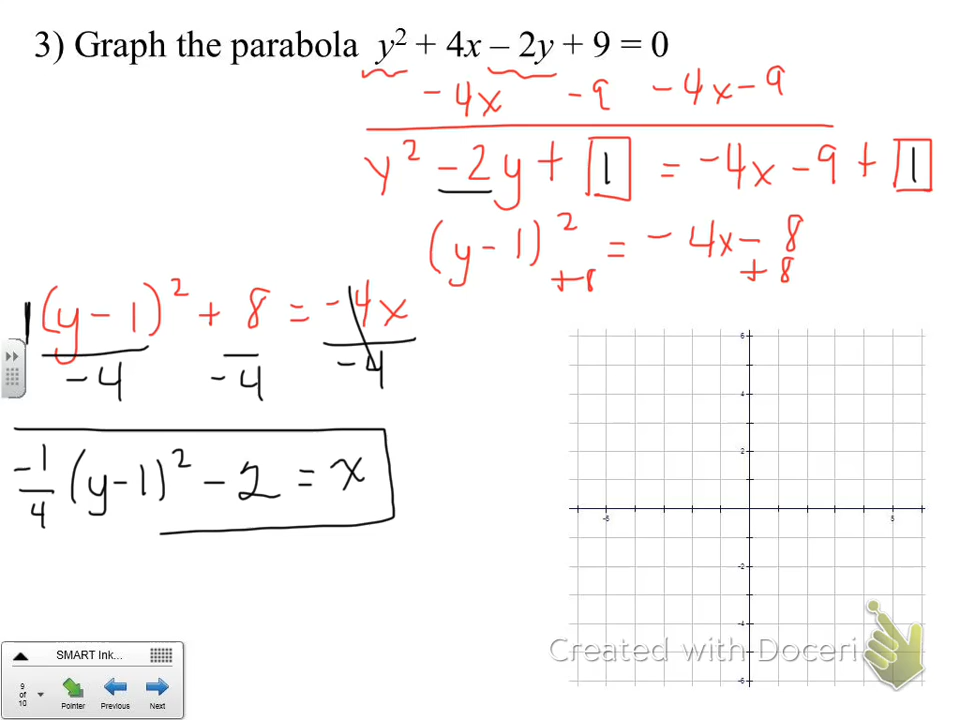 3) Graph the parabola y² + 4x – 2y + 9 = 0
-4x -9 -4x-9
y² -2y + 1 = -4x -9 + 1
(y-1)² = -4x - 8
+8 +8
1(y-1)² + 8 = -4x
-4 -4 -4
-1/4 (y-1)² - 2 = x
6
4
2
-5 5
-2
-4
-6
Created with Doceri
SMART Ink...
9 of 10
Pointer Previous Next